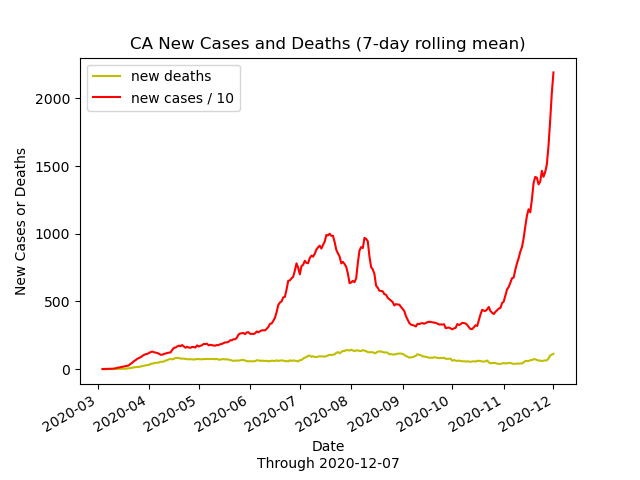 CA New Cases and Deaths (7-day rolling mean)
new deaths
new cases / 10
2000
1500
1000
500
0
New Cases or Deaths
2020-03
2020-04
2020-05
2020-06
2020-07
2020-08
2020-09
2020-10
2020-11
2020-12
Date
Through 2020-12-07